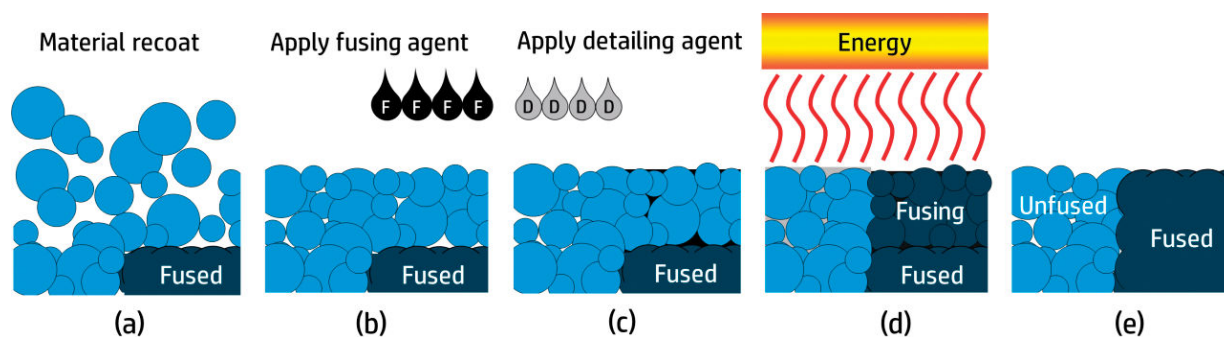 Material recoat
Apply fusing agent
Apply detailing agent
Energy
F F F F
D D D D
Fused
Fused
Fused
Fusing
Fused
Unfused
Fused
(a)
(b)
(c)
(d)
(e)